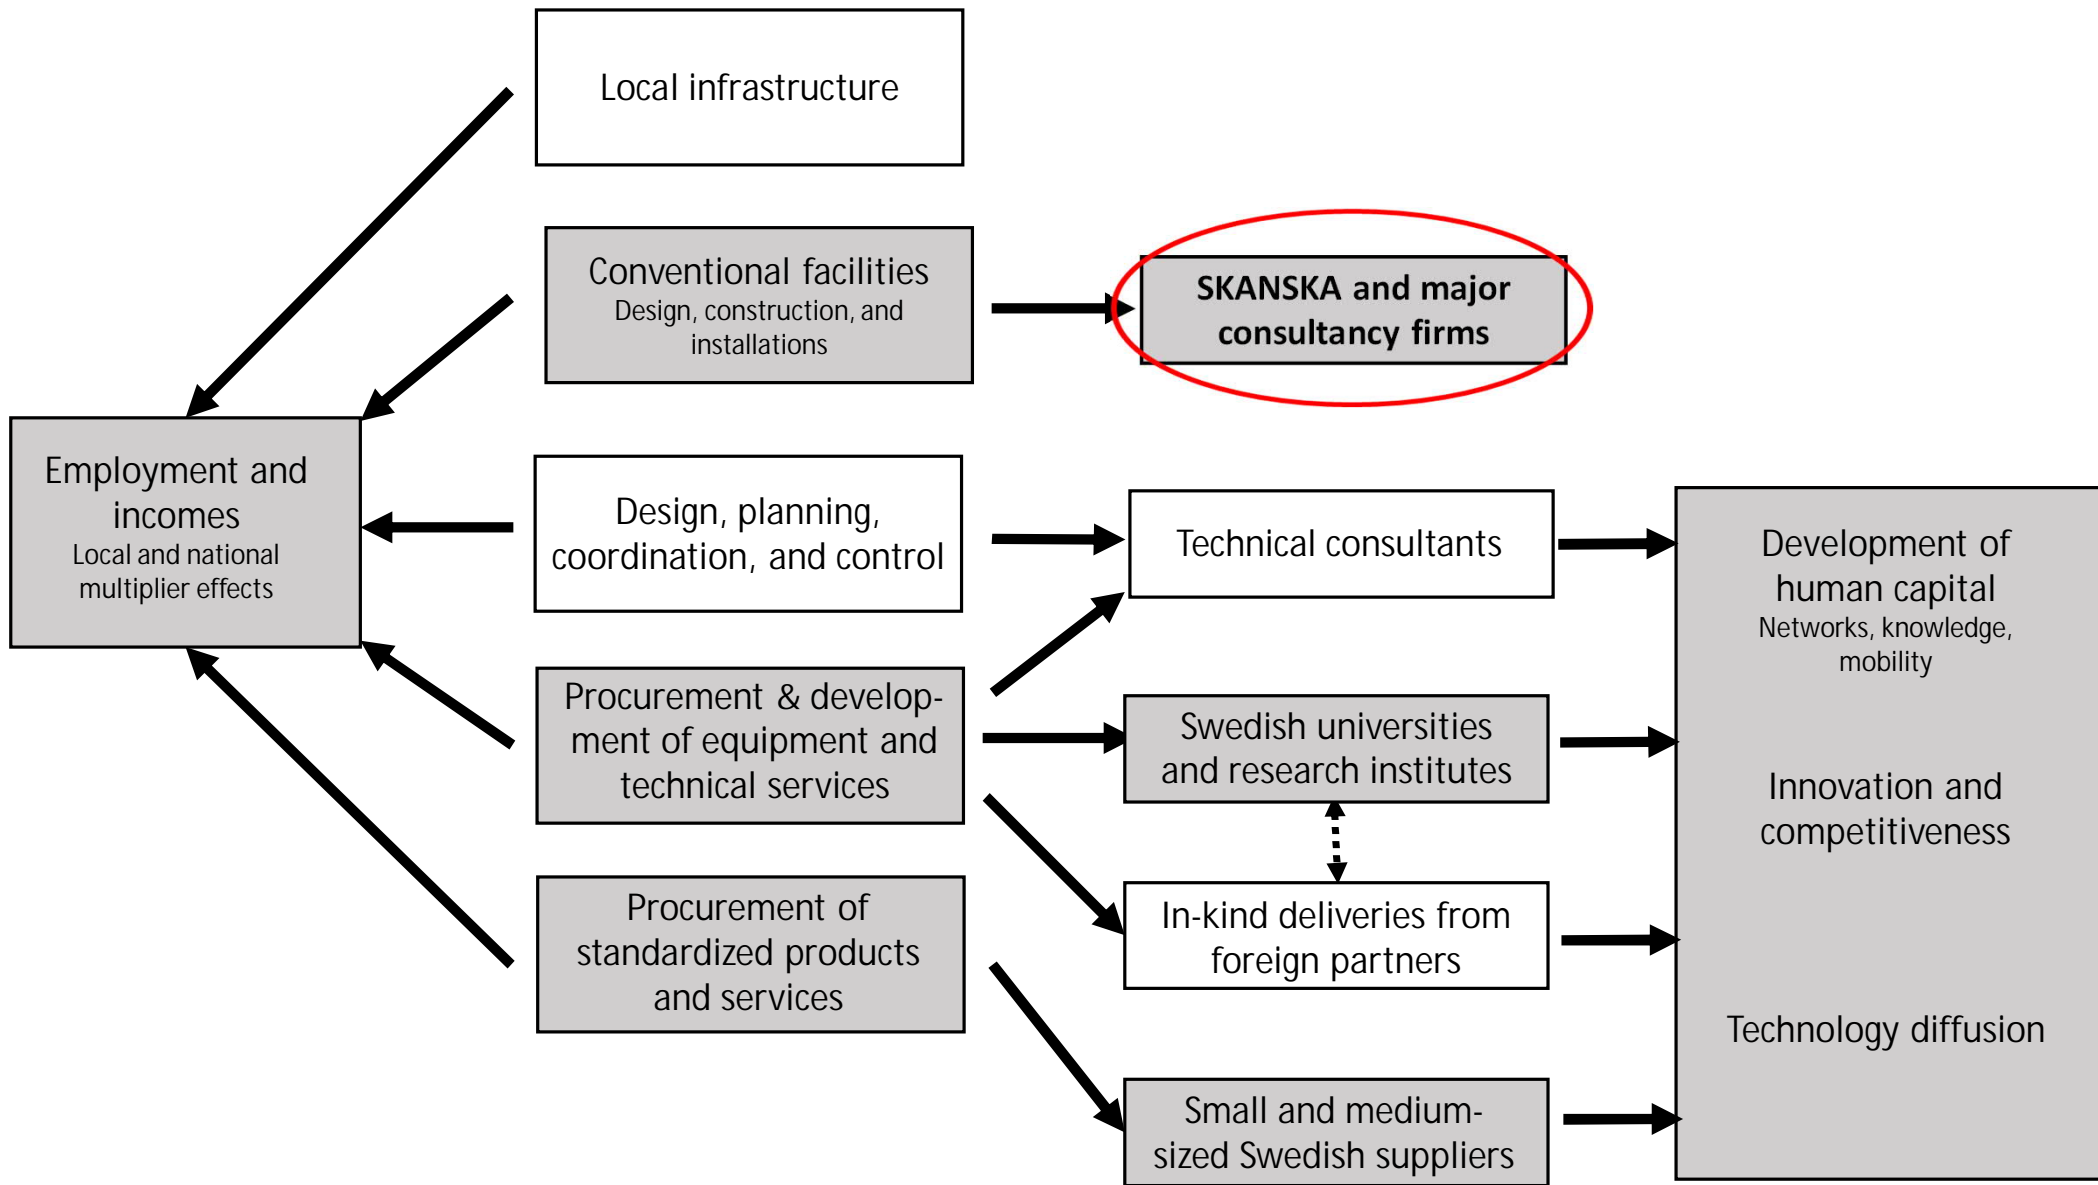 Local infrastructure
Conventional facilities
Design, construction, and
installations
SKANSKA and major
consultancy firms
Employment and
incomes
Local and national
multiplier effects
Design, planning,
coordination, and control
Technical consultants
Development of
human capital
Networks, knowledge,
mobility
Procurement & develop-
ment of equipment and
technical services
Swedish universities
and research institutes
Innovation and
competitiveness
Procurement of
standardized products
and services
In-kind deliveries from
foreign partners
Technology diffusion
Small and medium-
sized Swedish suppliers